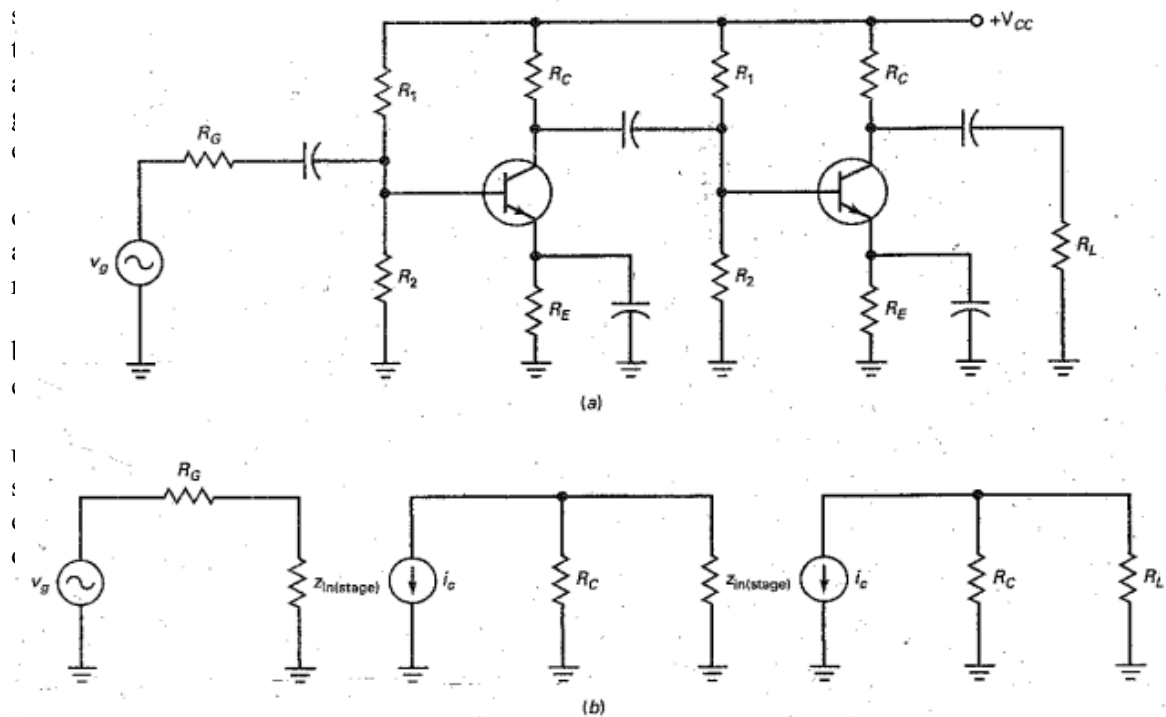 +V_CC
R_C
R_1
R_C
R_1
R_G
R_L
v_g
R_2
R_2
R_E
R_E
(a)
R_G
v_g
z_in(stage)
i_c
R_C
z_in(stage)
i_c
R_C
R_L
(b)